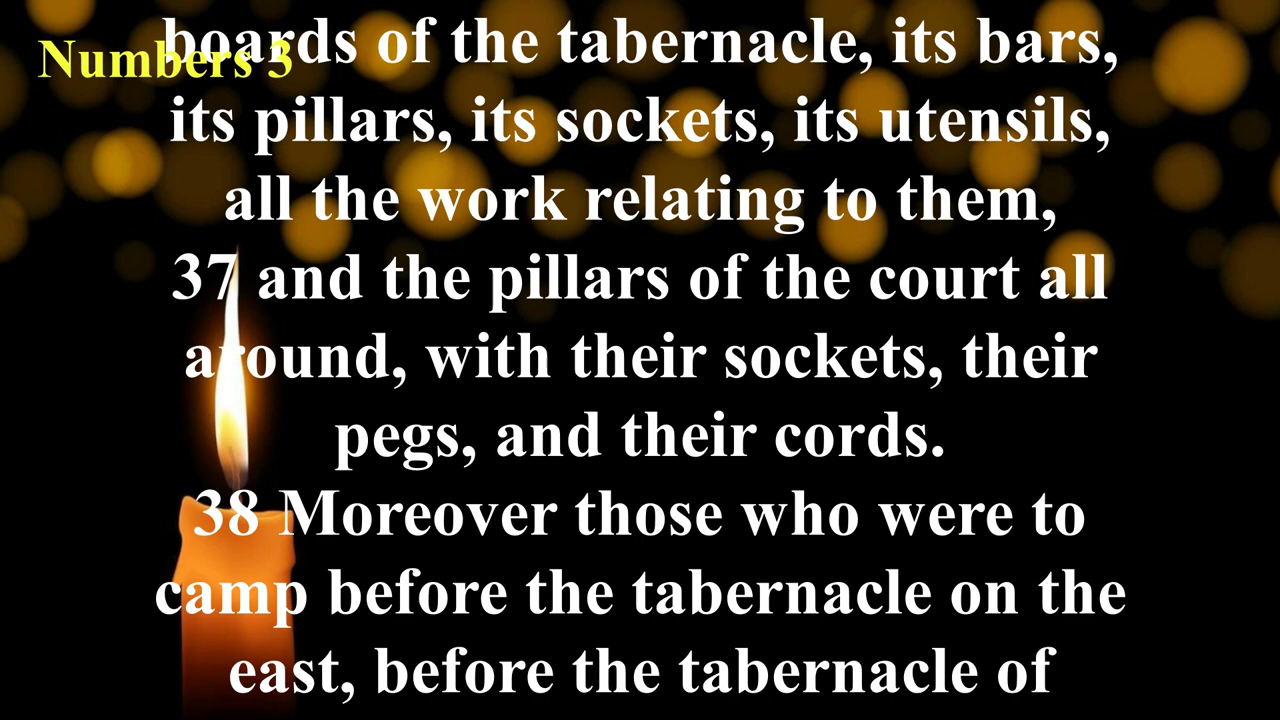 Numbers 3
boards of the tabernacle, its bars,
its pillars, its sockets, its utensils,
all the work relating to them,
37 and the pillars of the court all
around, with their sockets, their
pegs, and their cords.
38 Moreover those who were to
camp before the tabernacle on the
east, before the tabernacle of